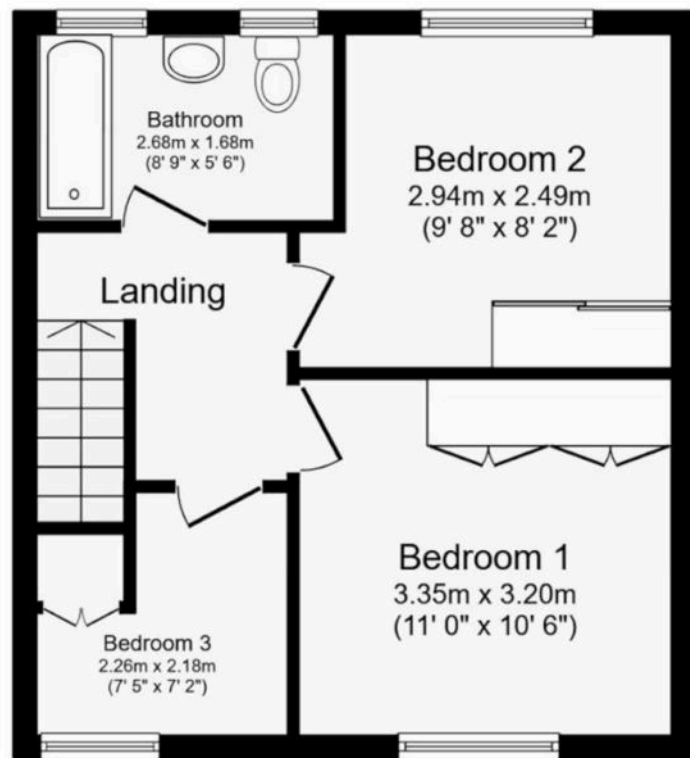 Bathroom
2.68m x 1.68m
(8' 9" x 5' 6")
Bedroom 2
2.94m x 2.49m
(9' 8" x 8' 2")
Landing
Bedroom 1
3.35m x 3.20m
(11' 0" x 10' 6")
Bedroom 3
2.26m x 2.18m
(7' 5" x 7' 2")